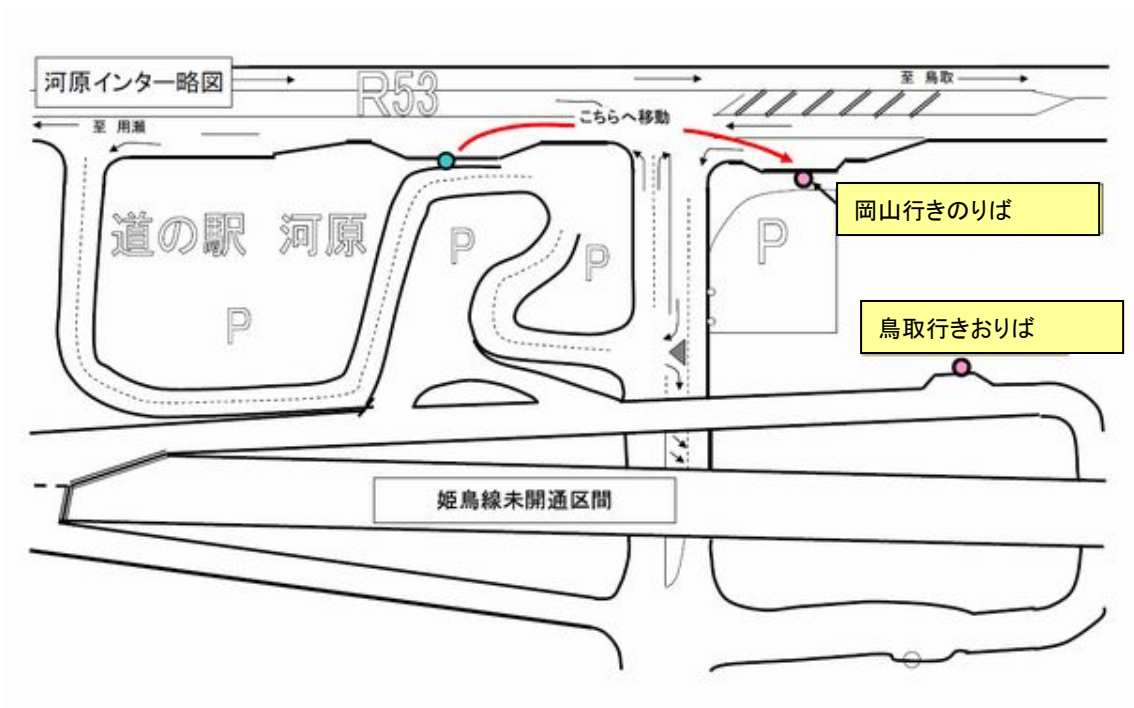 河原インター略図
R53
至 鳥取
こちらへ移動
至 用瀬
岡山行きのりば
道の駅 河原
P
P
P
P
鳥取行きおりば
姫鳥線未開通区間